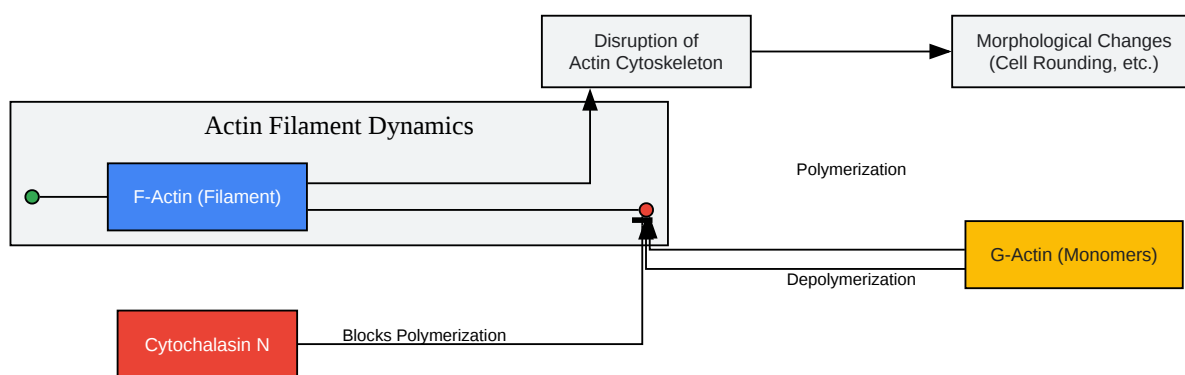 Disruption of
Actin Cytoskeleton
Morphological Changes
(Cell Rounding, etc.)
Actin Filament Dynamics
Polymerization
F-Actin (Filament)
G-Actin (Monomers)
Depolymerization
Blocks Polymerization
Cytochalasin N